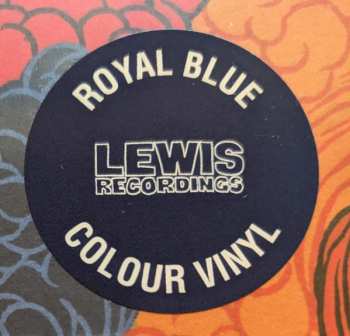 ROYAL BLUE
LEWIS
RECORDINGS
COLOUR VINYL